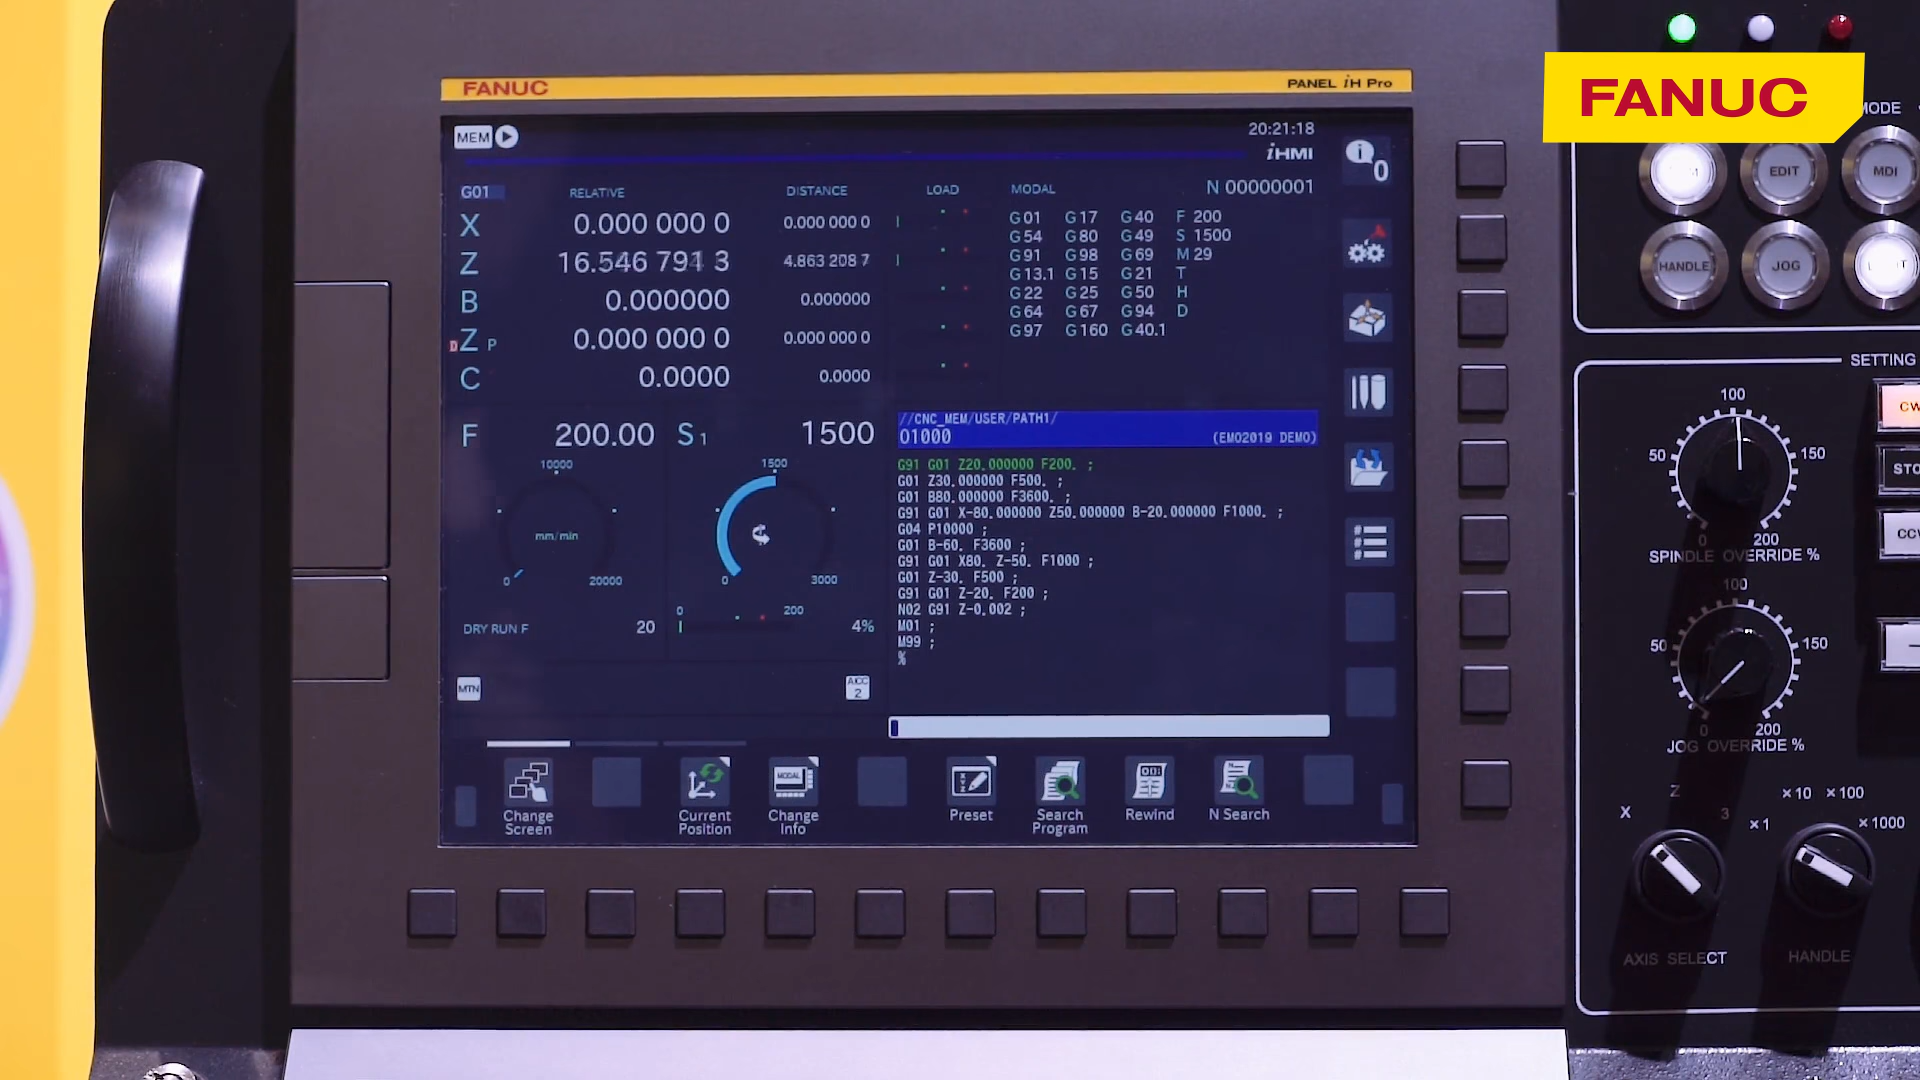 FANUC
PANEL iH Pro
FANUC
MEM
20:21:18
iHMI
0
G01
RELATIVE
DISTANCE
LOAD
MODAL
N 00000001
X 0.000 000 0 0.000 000 0
Z 4.863 208 7
B 0.000000 0.000000
Z P 0.000 000 0 0.000 000 0
C 0.0000 0.0000
G01 G17 G40 F 200
G54 G80 G49 S 1500
G91 G98 G69 M 29
G13.1 G15 G21 T
G22 G25 G50 H
G64 G67 G94 D
G97 G160 G40.1
F 200.00 S1 1500
10000
mm/min
0
20000
1500
0
3000
0
200
DRY RUN F 20
4%
MTN
AICC
2
//CNC_MEM/USER/PATH1/
O1000 (EMO2019 DEMO)
G91 G01 Z20.000000 F200. ;
G01 Z30.000000 F500. ;
G01 B80.000000 F3600. ;
G91 G01 X-80.000000 Z50.000000 B-20.000000 F1000. ;
G04 P10000 ;
G01 B-60. F3600 ;
G91 G01 X80. Z-50. F1000 ;
G01 Z-30. F500 ;
G91 G01 Z-20. F200 ;
N02 G91 Z-0.002 ;
M01 ;
M99 ;
%
Change
Screen
Current
Position
MODAL
Change
Info
Preset
Search
Program
Rewind
N Search
EDIT
MDI
HANDLE
JOG
SETTING
100
50
150
0
200
SPINDLE OVERRIDE %
100
50
150
0
200
JOG OVERRIDE %
X
Z
3
×1
×10
×100
×1000
AXIS SELECT
HANDLE